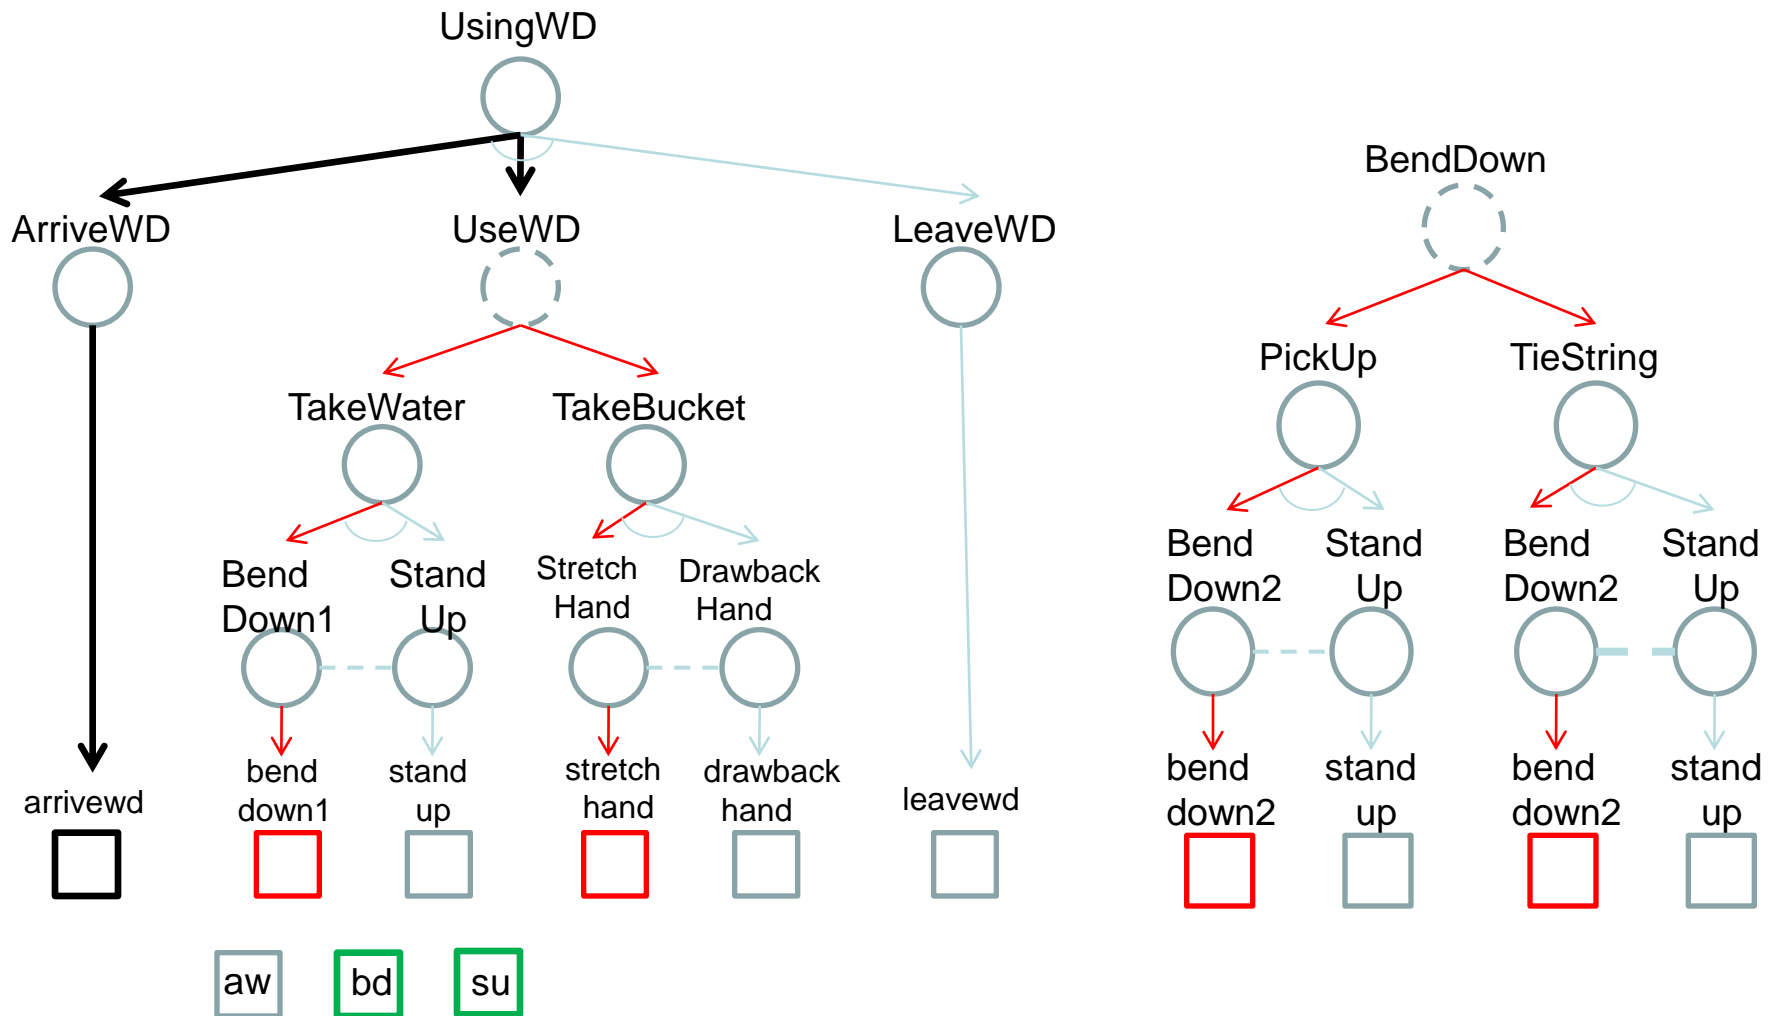 UsingWD
BendDown
ArriveWD
UseWD
LeaveWD
PickUp
TieString
TakeWater
TakeBucket
Bend
Down1
Stand
Up
Stretch
Hand
Drawback
Hand
Bend
Down2
Stand
Up
Bend
Down2
Stand
Up
arrivewd
bend
down1
stand
up
stretch
hand
drawback
hand
leavewd
bend
down2
stand
up
bend
down2
stand
up
aw
bd
su